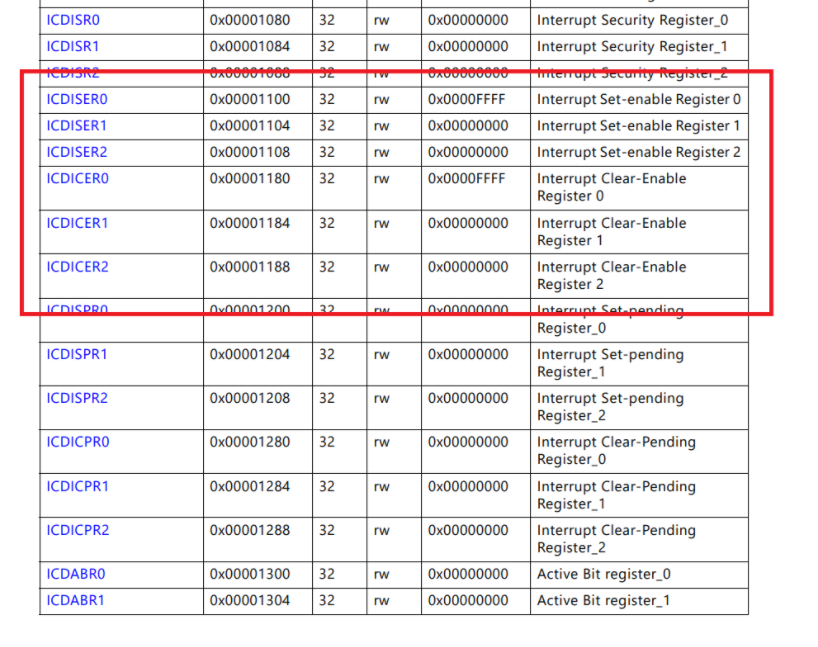 ICDISR0 0x00001080 32 rw 0x00000000 Interrupt Security Register_0
ICDISR1 0x00001084 32 rw 0x00000000 Interrupt Security Register_1
ICDISR2 0x00001088 32 rw 0x00000000 Interrupt Security Register_2
ICDISER0 0x00001100 32 rw 0x0000FFFF Interrupt Set-enable Register 0
ICDISER1 0x00001104 32 rw 0x00000000 Interrupt Set-enable Register 1
ICDISER2 0x00001108 32 rw 0x00000000 Interrupt Set-enable Register 2
ICDICER0 0x00001180 32 rw 0x0000FFFF Interrupt Clear-Enable
Register 0
ICDICER1 0x00001184 32 rw 0x00000000 Interrupt Clear-Enable
Register 1
ICDICER2 0x00001188 32 rw 0x00000000 Interrupt Clear-Enable
Register 2
ICDISPR0 0x00001200 32 rw 0x00000000 Interrupt Set-pending
Register_0
ICDISPR1 0x00001204 32 rw 0x00000000 Interrupt Set-pending
Register_1
ICDISPR2 0x00001208 32 rw 0x00000000 Interrupt Set-pending
Register_2
ICDICPR0 0x00001280 32 rw 0x00000000 Interrupt Clear-Pending
Register_0
ICDICPR1 0x00001284 32 rw 0x00000000 Interrupt Clear-Pending
Register_1
ICDICPR2 0x00001288 32 rw 0x00000000 Interrupt Clear-Pending
Register_2
ICDABR0 0x00001300 32 rw 0x00000000 Active Bit register_0
ICDABR1 0x00001304 32 rw 0x00000000 Active Bit register_1